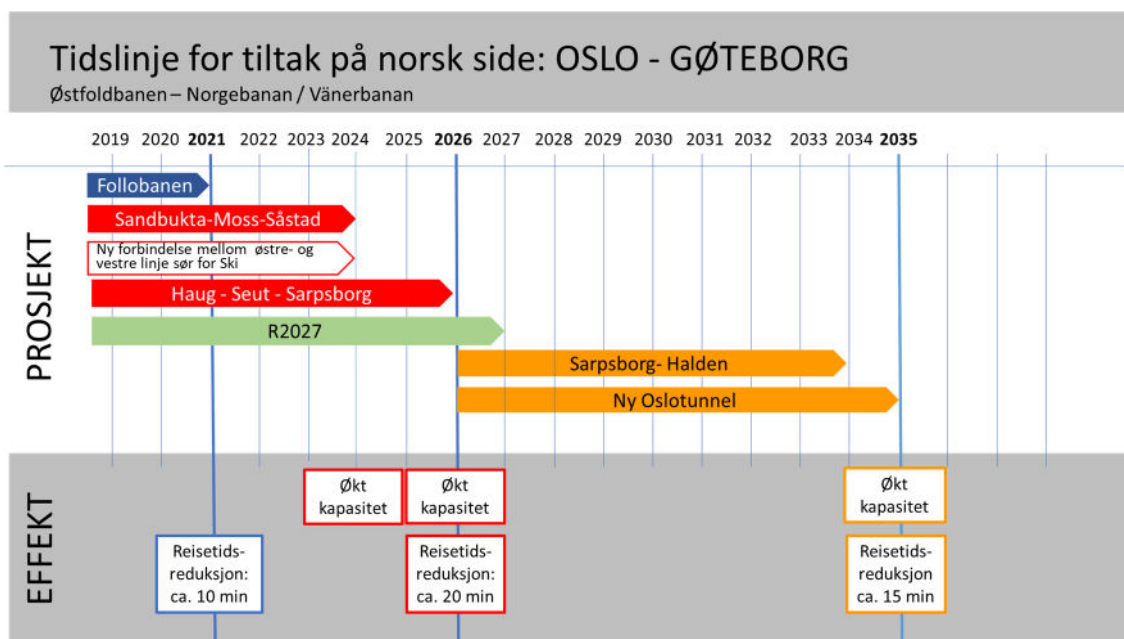 Tidslinje for tiltak på norsk side: OSLO - GØTEBORG
Østfoldbanen – Norgebanan / Vänerbanan
2019 2020 2021 2022 2023 2024 2025 2026 2027 2028 2029 2030 2031 2032 2033 2034 2035
PROSJEKT
Follobanen
Sandbukta-Moss-Såstad
Ny forbindelse mellom østre- og
vestre linje sør for Ski
Haug - Seut - Sarpsborg
R2027
Sarpsborg- Halden
Ny Oslotunnel
EFFEKT
Økt
kapasitet
Økt
kapasitet
Økt
kapasitet
Reisetids-
reduksjon:
ca. 10 min
Reisetids-
reduksjon:
ca. 20 min
Reisetids-
reduksjon
ca. 15 min